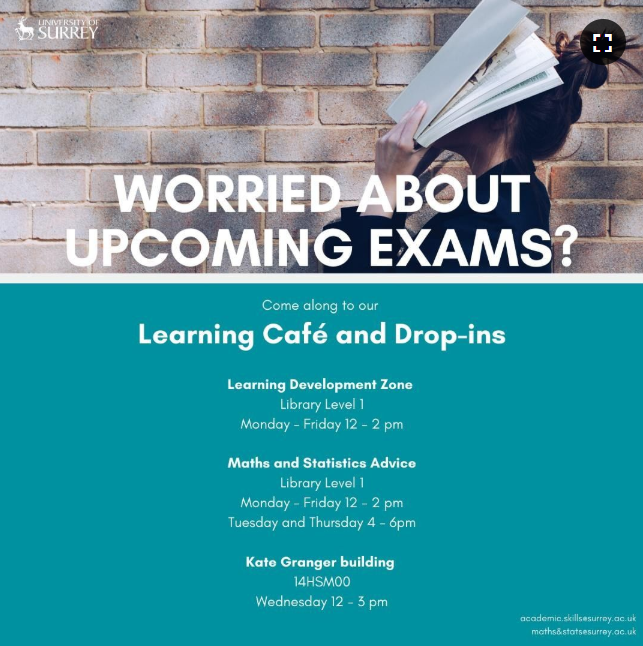 UNIVERSITY OF
SURREY
WORRIED ABOUT
UPCOMING EXAMS?
Come along to our
Learning Café and Drop-ins
Learning Development Zone
Library Level 1
Monday - Friday 12 - 2 pm
Maths and Statistics Advice
Library Level 1
Monday - Friday 12 - 2 pm
Tuesday and Thursday 4 - 6pm
Kate Granger building
14HSM00
Wednesday 12 - 3 pm
academic.skills@surrey.ac.uk
maths&stats@surrey.ac.uk